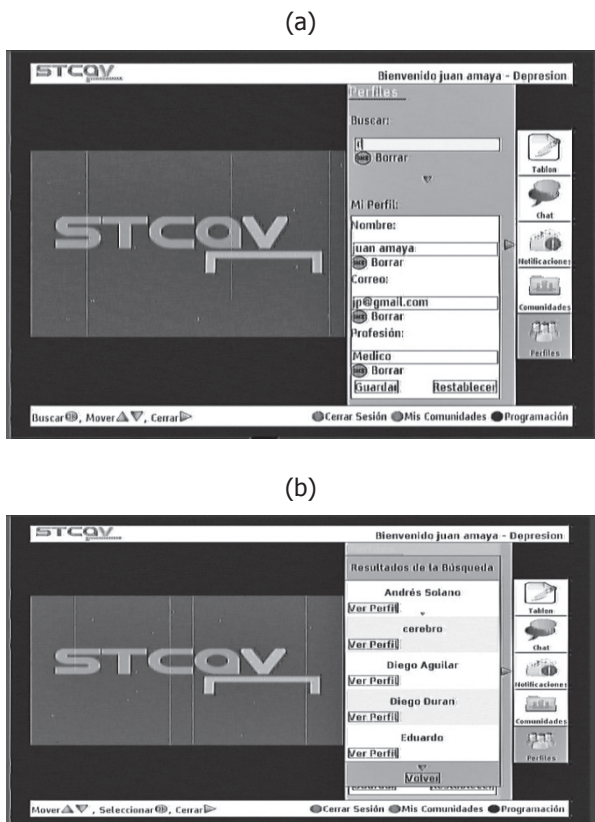 (a)
STCav
Bienvenido juan amaya - Depresion
Perfiles
Buscar:
Borrar
Mi Perfil:
Nombre:
juan amaya
Borrar
Correo:
jp@gmail.com
Borrar
Profesión:
Medico
Borrar
Guardar Restablecer
STCav
Tablon
Chat
Notificaciones
Comunidades
Perfiles
Buscar, Mover, Cerrar
Cerrar Sesión Mis Comunidades Programación
(b)
STCav
Bienvenido juan amaya - Depresion
Resultados de la Búsqueda
Andrés Solano
Ver Perfil
cerebro
Ver Perfil
Diego Aguilar
Ver Perfil
Diego Duran
Ver Perfil
Eduardo
Ver Perfil
Volver
STCav
Tablon
Chat
Notificaciones
Comunidades
Perfiles
Mover, Seleccionar, Cerrar
Cerrar Sesión Mis Comunidades Programación